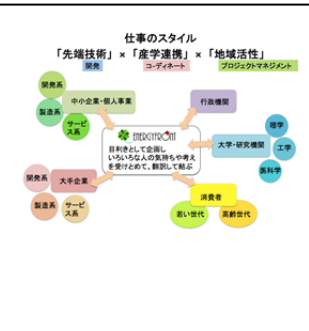 仕事のスタイル
「先端技術」×「産学連携」×「地域活性」
開発
コーディネート
プロジェクトマネジメント
開発系
中小企業・個人事業
製造系
サービス系
行政機関
理学
大学・研究機関
工学
医科学
ENERGYFRONT
目利きとして企画し
いろいろな人の気持ちや考え
を受けとめて、翻訳して結ぶ
開発系
大手企業
製造系
サービス系
消費者
若い世代
高齢世代